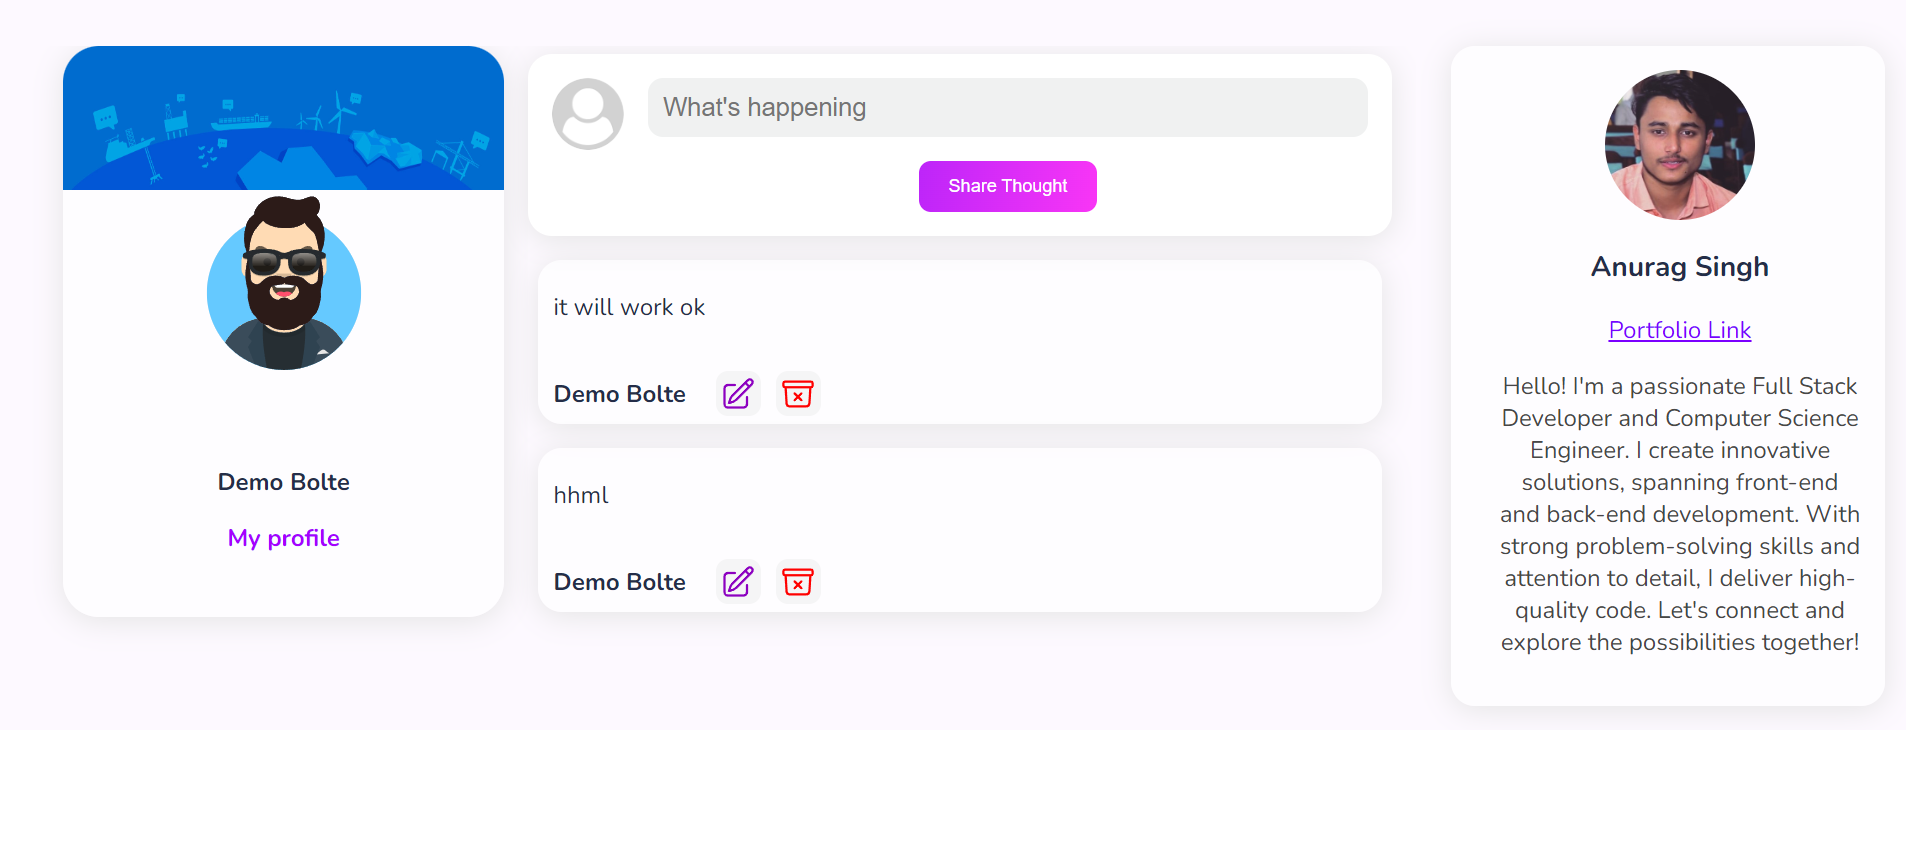 Demo Bolte
My profile
What's happening
Share Thought
it will work ok
Demo Bolte
hhml
Demo Bolte
Anurag Singh
Portfolio Link
Hello! I'm a passionate Full Stack
Developer and Computer Science
Engineer. I create innovative
solutions, spanning front-end
and back-end development. With
strong problem-solving skills and
attention to detail, I deliver high-
quality code. Let's connect and
explore the possibilities together!